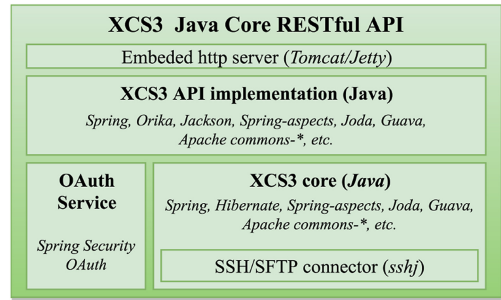 XCS3 Java Core RESTful API
Embeded http server (Tomcat/Jetty)
XCS3 API implementation (Java)
Spring, Orika, Jackson, Spring-aspects, Joda, Guava,
Apache commons-*, etc.
OAuth
Service
Spring Security
OAuth
XCS3 core (Java)
Spring, Hibernate, Spring-aspects, Joda, Guava,
Apache commons-*, etc.
SSH/SFTP connector (sshj)